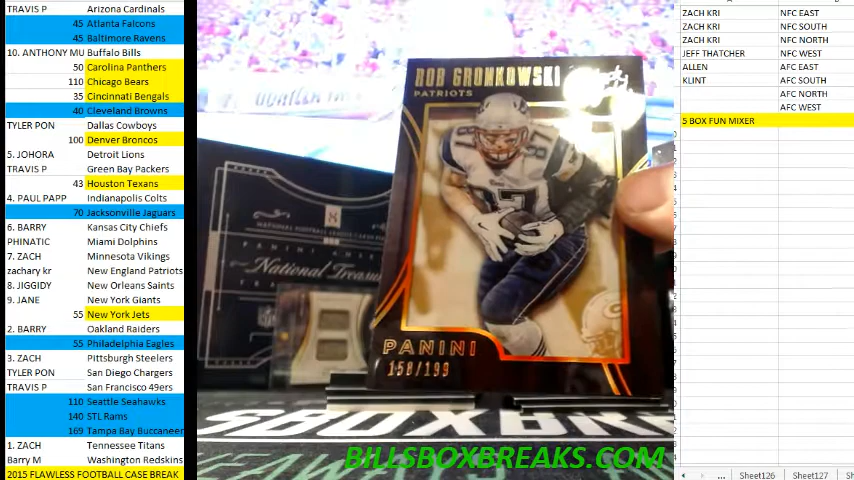 TRAVIS P Arizona Cardinals
45 Atlanta Falcons
45 Baltimore Ravens
10. ANTHONY MU Buffalo Bills
50 Carolina Panthers
110 Chicago Bears
35 Cincinnati Bengals
40 Cleveland Browns
TYLER PON Dallas Cowboys
100 Denver Broncos
5. JOHORA Detroit Lions
TRAVIS P Green Bay Packers
43 Houston Texans
4. PAUL PAPP Indianapolis Colts
70 Jacksonville Jaguars
6. BARRY Kansas City Chiefs
PHINATIC Miami Dolphins
7. ZACH Minnesota Vikings
zachary kr New England Patriots
8. JIGGIDY New Orleans Saints
9. JANE New York Giants
55 New York Jets
2. BARRY Oakland Raiders
55 Philadelphia Eagles
3. ZACH Pittsburgh Steelers
TYLER PON San Diego Chargers
TRAVIS P San Francisco 49ers
110 Seattle Seahawks
140 STL Rams
169 Tampa Bay Buccaneer
1. ZACH Tennessee Titans
Barry M Washington Redskins
2015 FLAWLESS FOOTBALL CASE BREAK
ROB GRONKOWSKI
PATRIOTS
87
87
PANINI
158/199
PANINI
National Treasures
BILLSBOXBREAKS.COM
ZACH KRI NFC EAST
ZACH KRI NFC SOUTH
ZACH KRI NFC NORTH
JEFF THATCHER NFC WEST
ALLEN AFC EAST
KLINT AFC SOUTH
AFC NORTH
AFC WEST
5 BOX FUN MIXER
... Sheet126 Sheet127 Sh